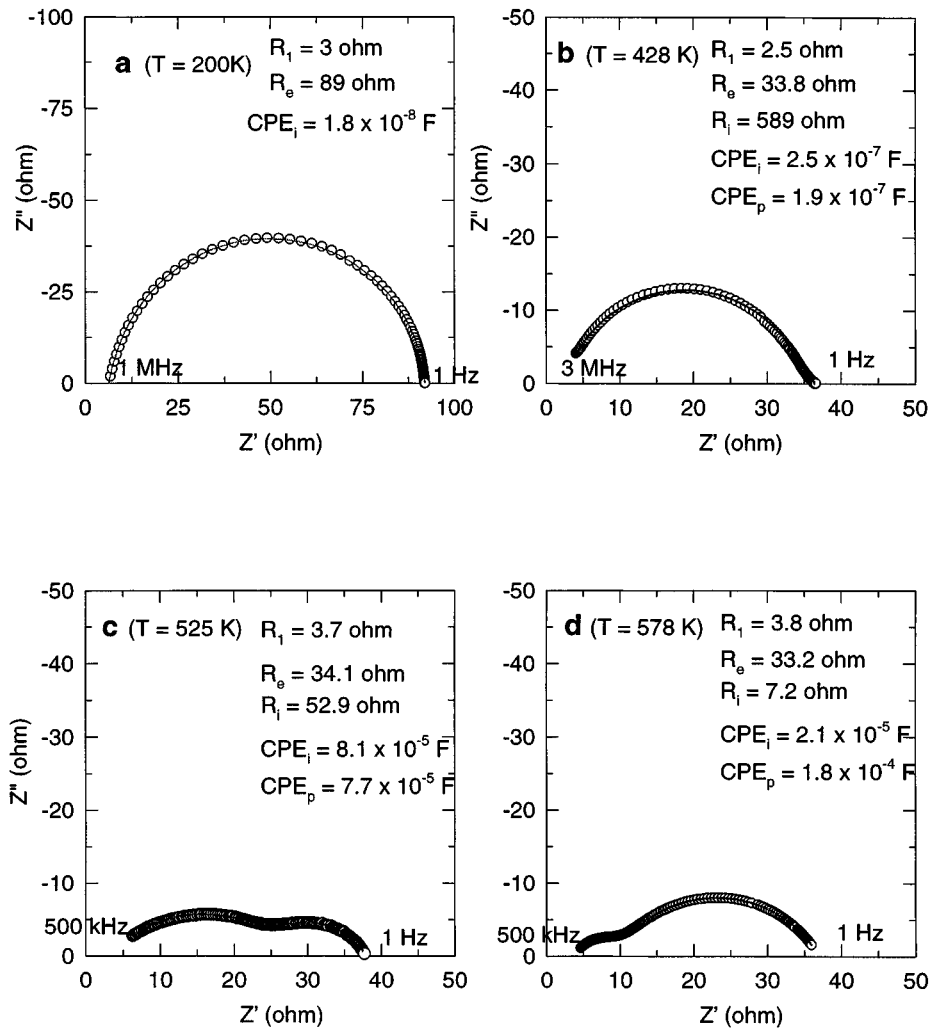 a (T = 200K)
R₁ = 3 ohm
Rₑ = 89 ohm
CPEᵢ = 1.8 x 10⁻⁸ F
-100
-75
-50
-25
0
Z" (ohm)
1 MHz
1 Hz
0 25 50 75 100
Z' (ohm)
b (T = 428 K)
R₁ = 2.5 ohm
Rₑ = 33.8 ohm
Rᵢ = 589 ohm
CPEᵢ = 2.5 x 10⁻⁷ F
CPEₚ = 1.9 x 10⁻⁷ F
-50
-40
-30
-20
-10
0
3 MHz
1 Hz
0 10 20 30 40 50
Z' (ohm)
c (T = 525 K)
R₁ = 3.7 ohm
Rₑ = 34.1 ohm
Rᵢ = 52.9 ohm
CPEᵢ = 8.1 x 10⁻⁵ F
CPEₚ = 7.7 x 10⁻⁵ F
-50
-40
-30
-20
-10
0
Z" (ohm)
500 kHz
1 Hz
0 10 20 30 40 50
Z' (ohm)
d (T = 578 K)
R₁ = 3.8 ohm
Rₑ = 33.2 ohm
Rᵢ = 7.2 ohm
CPEᵢ = 2.1 x 10⁻⁵ F
CPEₚ = 1.8 x 10⁻⁴ F
-50
-40
-30
-20
-10
0
500 kHz
1 Hz
0 10 20 30 40 50
Z' (ohm)